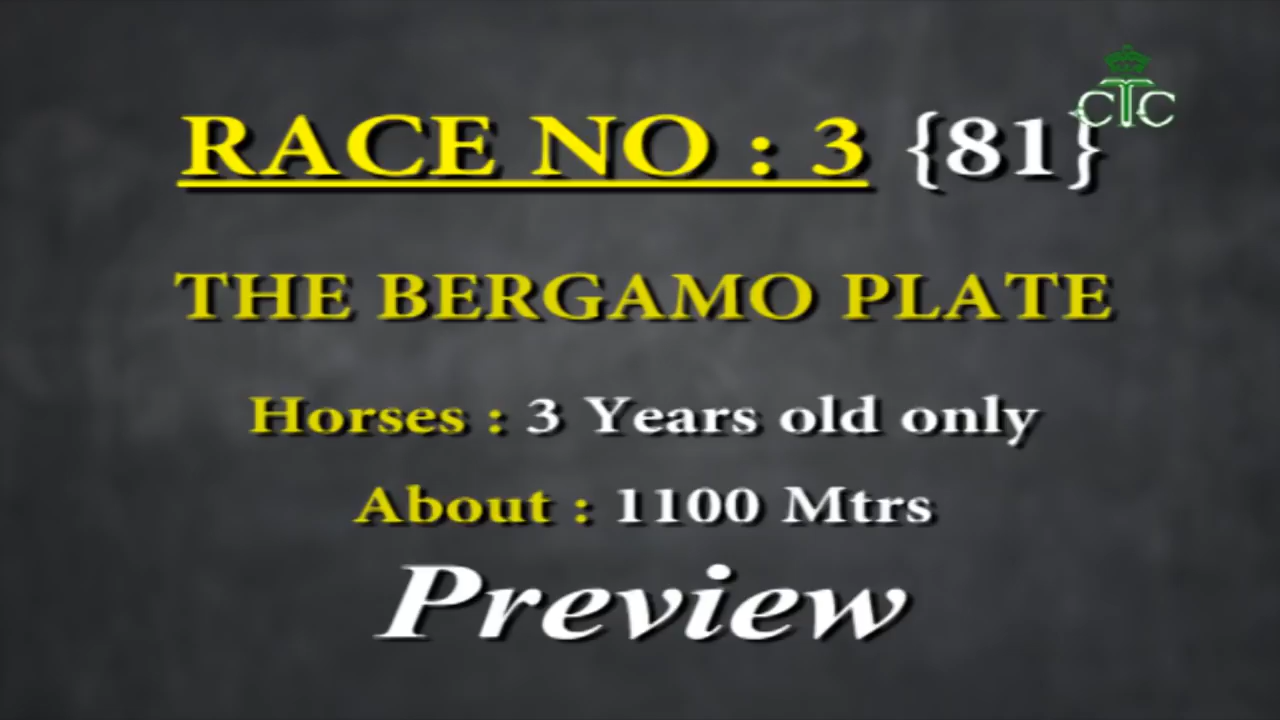 CTC
RACE NO : 3 {81}
THE BERGAMO PLATE
Horses : 3 Years old only
About : 1100 Mtrs
Preview